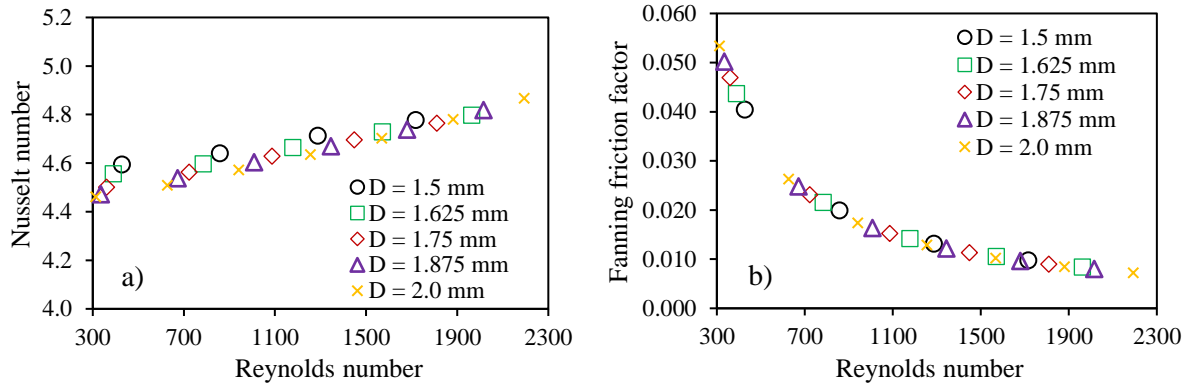 5.2
5.0
4.8
4.6
4.4
4.2
4.0
Nusselt number
300 700 1100 1500 1900 2300
Reynolds number
a)
D = 1.5 mm
D = 1.625 mm
D = 1.75 mm
D = 1.875 mm
D = 2.0 mm
0.060
0.050
0.040
0.030
0.020
0.010
0.000
Fanning friction factor
300 700 1100 1500 1900 2300
Reynolds number
b)
D = 1.5 mm
D = 1.625 mm
D = 1.75 mm
D = 1.875 mm
D = 2.0 mm